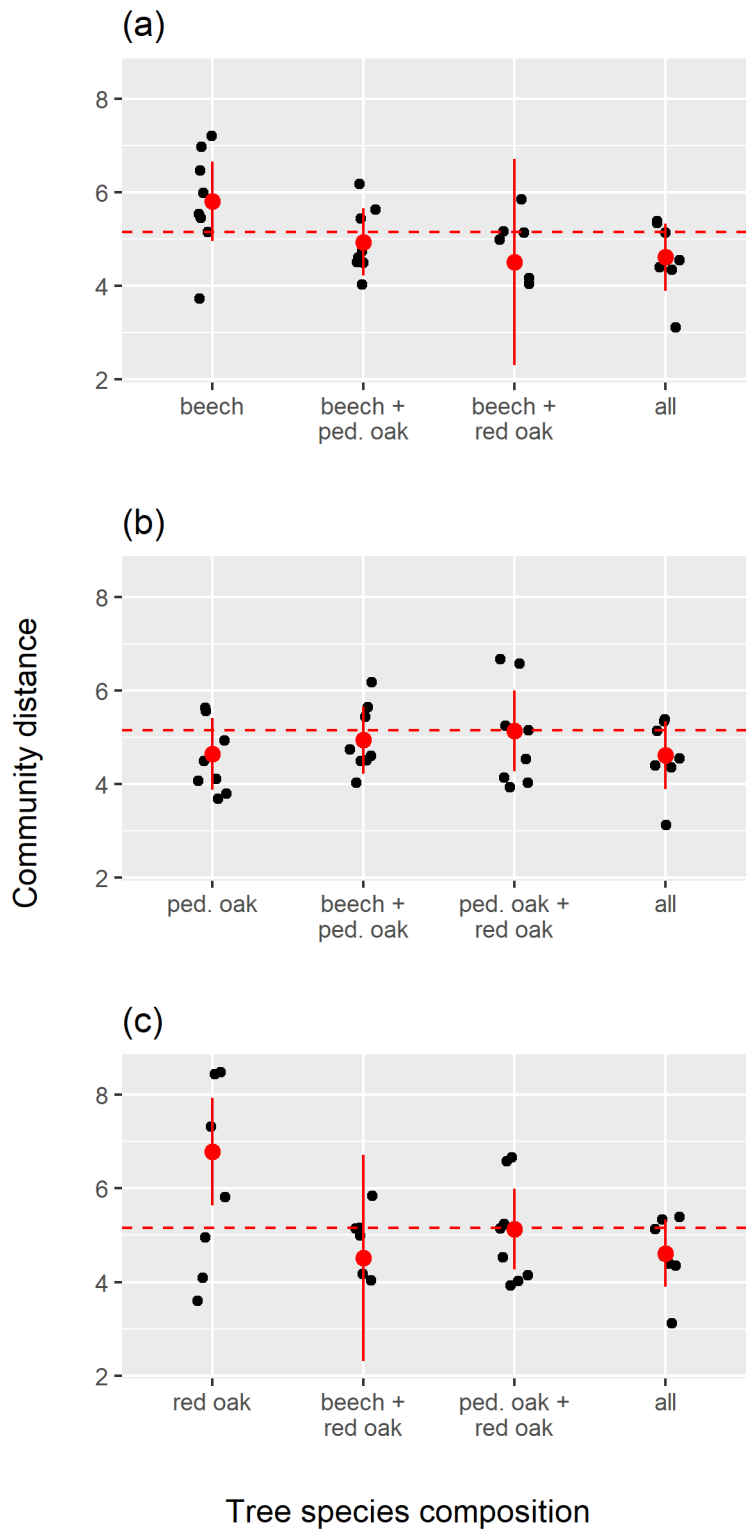 (a)
8
6
4
2
beech
beech +
ped. oak
beech +
red oak
all
Community distance
(b)
8
6
4
2
ped. oak
beech +
ped. oak
ped. oak +
red oak
all
(c)
8
6
4
2
red oak
beech +
red oak
ped. oak +
red oak
all
Tree species composition